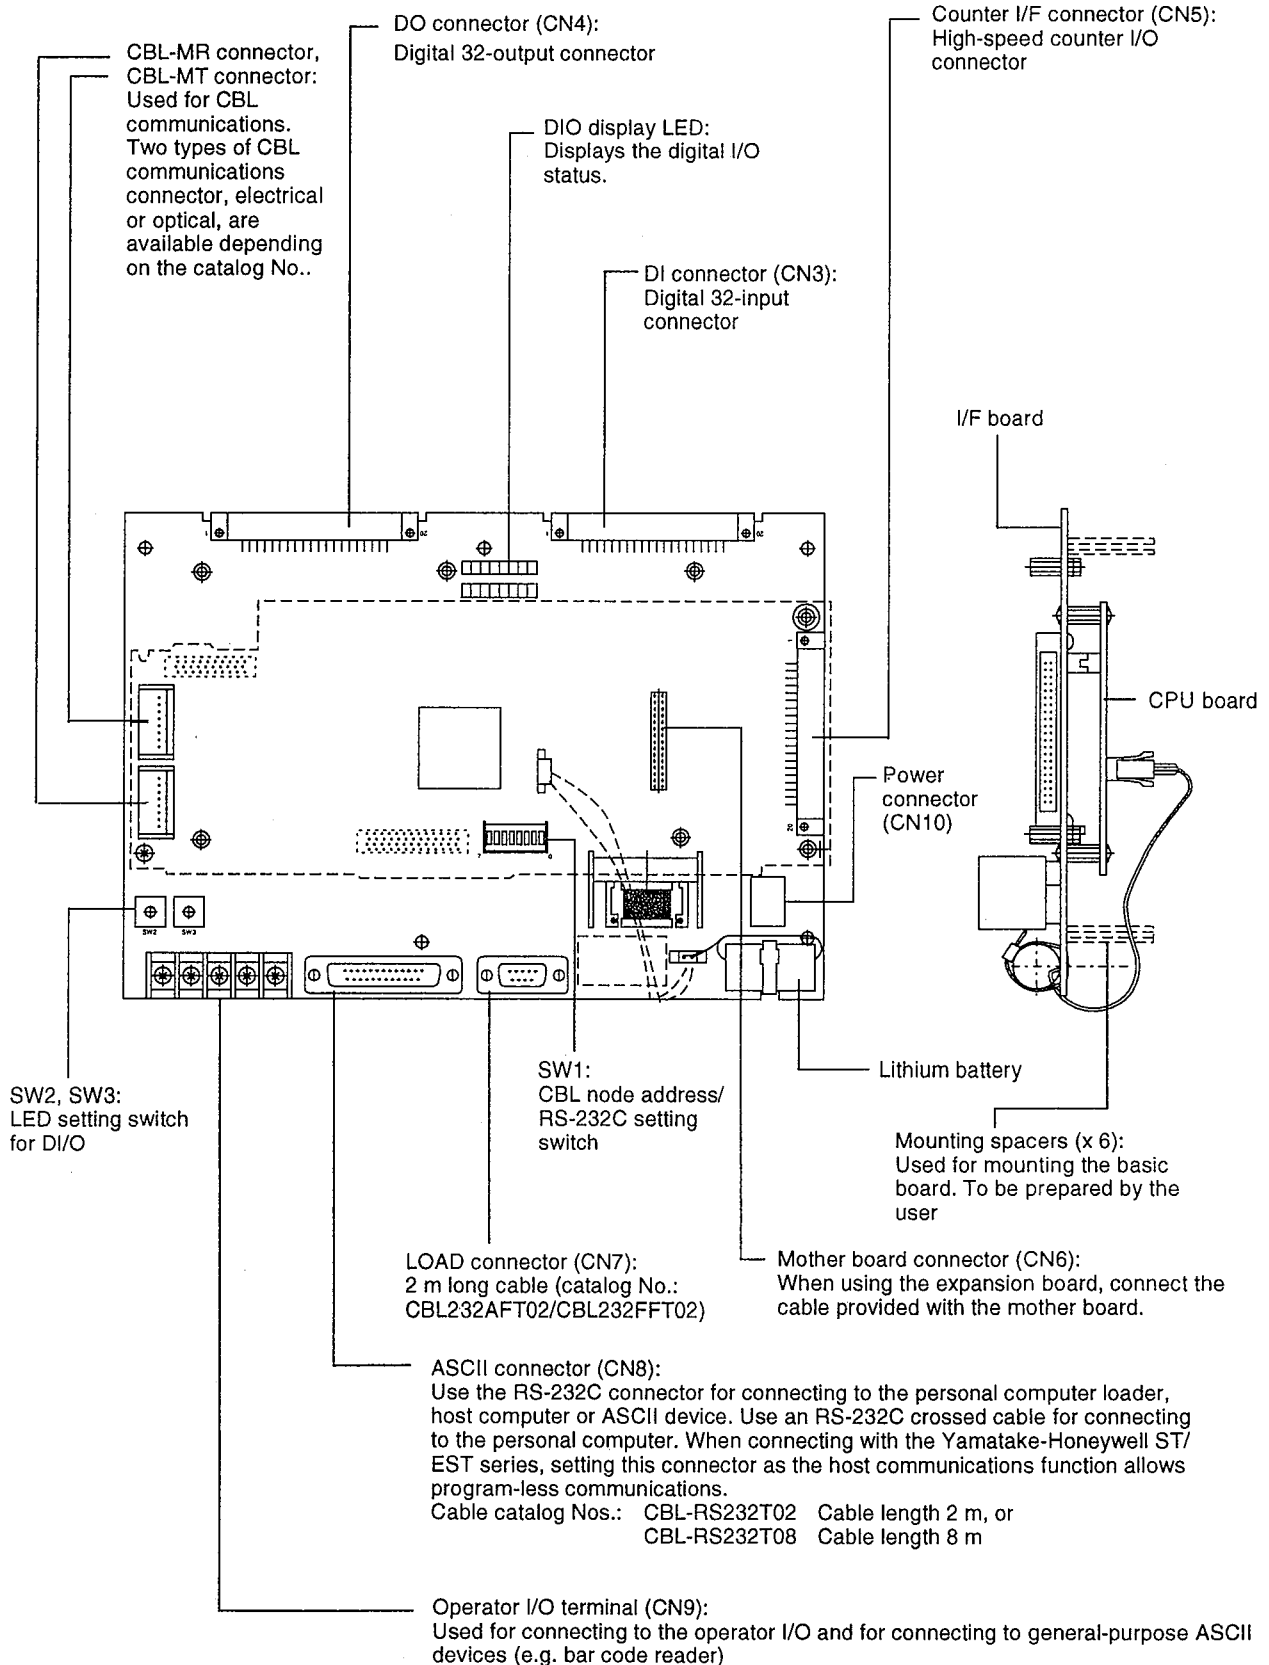 DO connector (CN4):
Digital 32-output connector
Counter I/F connector (CN5):
High-speed counter I/O
connector
CBL-MR connector,
CBL-MT connector:
Used for CBL
communications.
Two types of CBL
communications
connector, electrical
or optical, are
available depending
on the catalog No..
DIO display LED:
Displays the digital I/O
status.
DI connector (CN3):
Digital 32-input
connector
I/F board
1
20
1
20
1
CPU board
Power
connector
(CN10)
20
7
0
SW2
SW3
SW2, SW3:
LED setting switch
for DI/O
SW1:
CBL node address/
RS-232C setting
switch
Lithium battery
Mounting spacers (x 6):
Used for mounting the basic
board. To be prepared by the
user
LOAD connector (CN7):
2 m long cable (catalog No.:
CBL232AFT02/CBL232FFT02)
Mother board connector (CN6):
When using the expansion board, connect the
cable provided with the mother board.
ASCII connector (CN8):
Use the RS-232C connector for connecting to the personal computer loader,
host computer or ASCII device. Use an RS-232C crossed cable for connecting
to the personal computer. When connecting with the Yamatake-Honeywell ST/
EST series, setting this connector as the host communications function allows
program-less communications.
Cable catalog Nos.: CBL-RS232T02 Cable length 2 m, or
CBL-RS232T08 Cable length 8 m
Operator I/O terminal (CN9):
Used for connecting to the operator I/O and for connecting to general-purpose ASCII
devices (e.g. bar code reader)